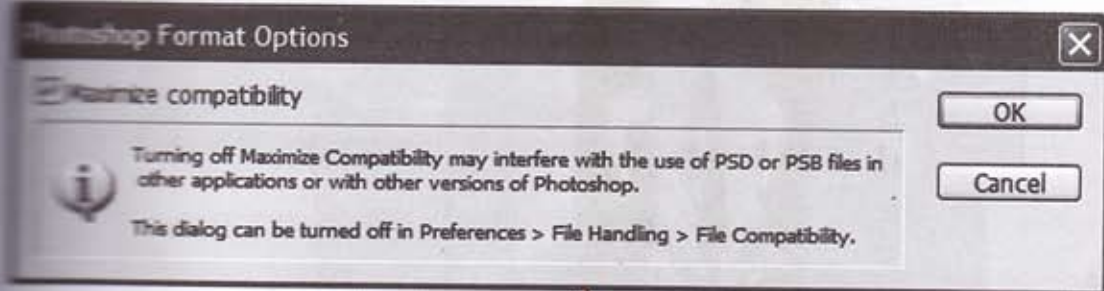 Photoshop Format Options
Maximize compatibility
OK
Turning off Maximize Compatibility may interfere with the use of PSD or PSB files in
other applications or with other versions of Photoshop.
Cancel
This dialog can be turned off in Preferences > File Handling > File Compatibility.